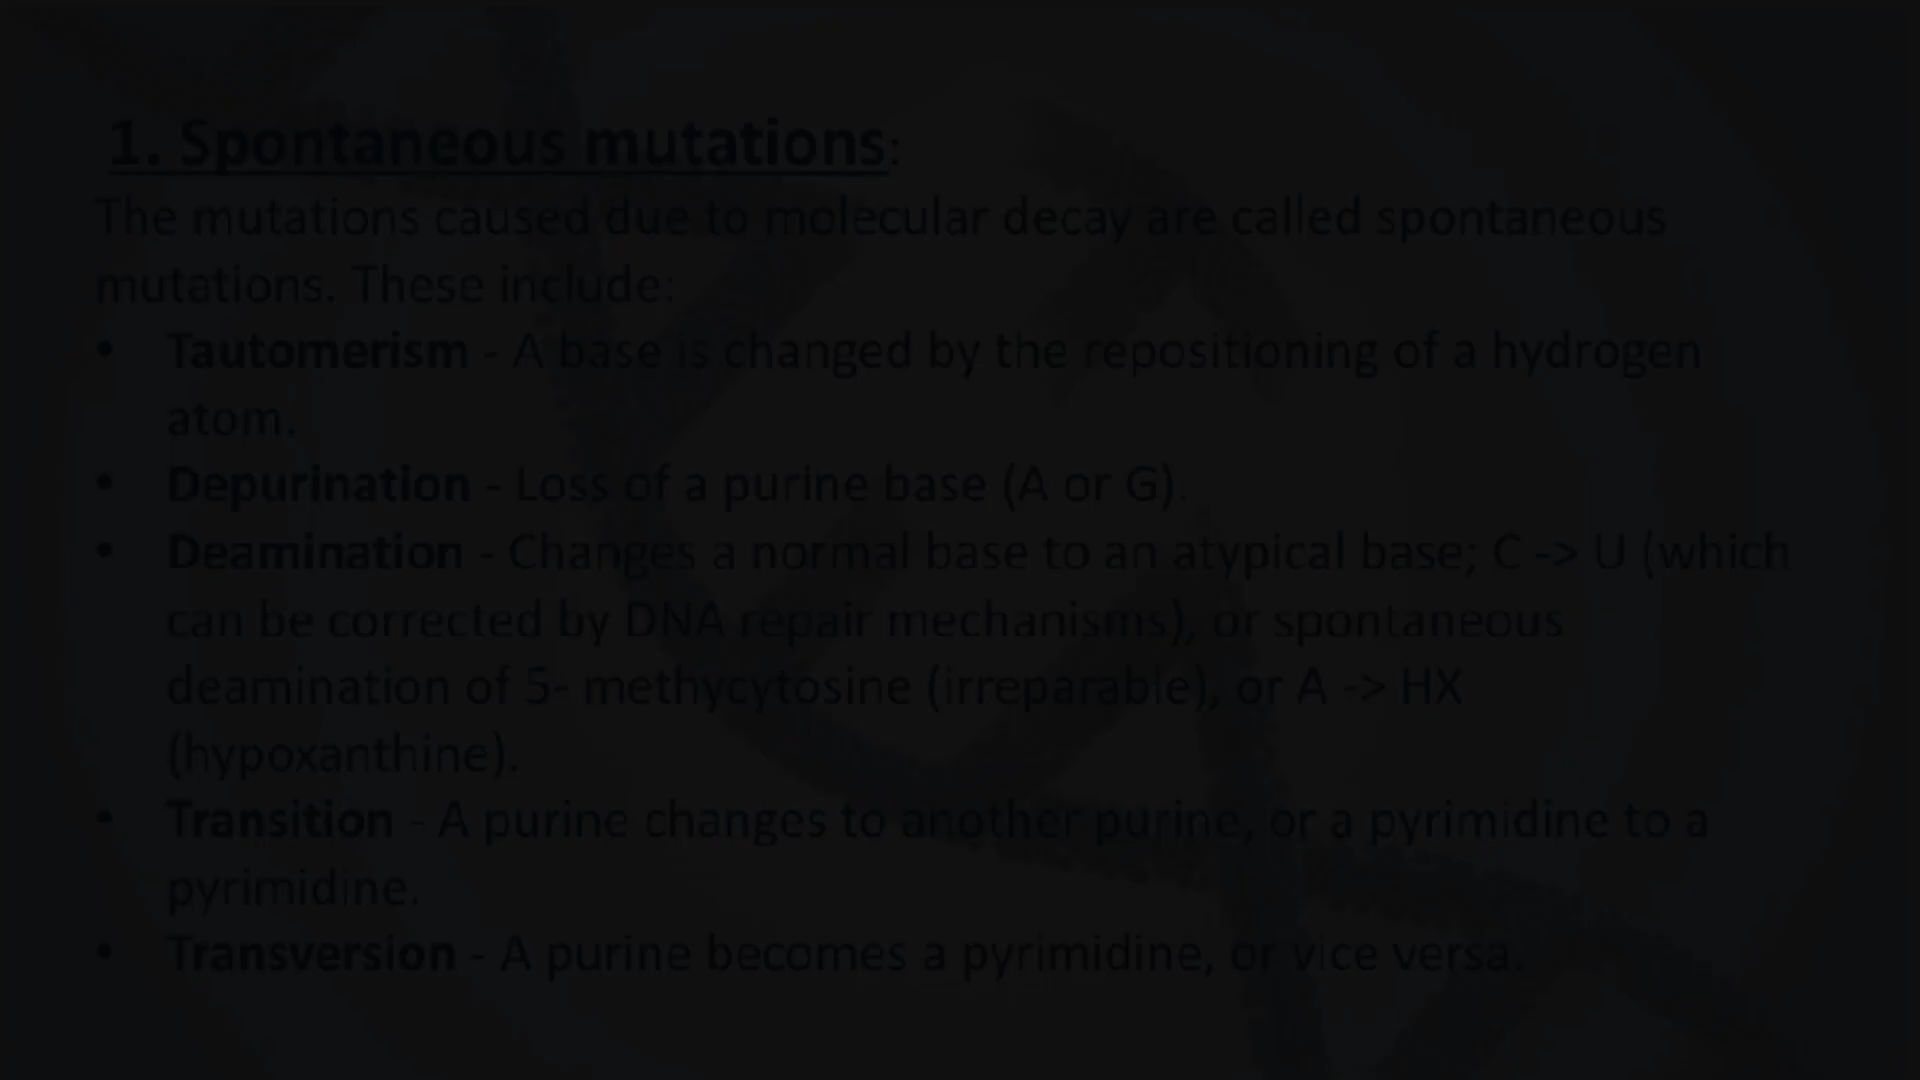 1. Spontaneous mutations:
The mutations caused due to molecular decay are called spontaneous
mutations. These include:
• Tautomerism - A base is changed by the repositioning of a hydrogen
atom.
• Depurination - Loss of a purine base (A or G).
• Deamination - Changes a normal base to an atypical base; C -> U (which
can be corrected by DNA repair mechanisms), or spontaneous
deamination of 5- methycytosine (irreparable), or A -> HX
(hypoxanthine).
• Transition - A purine changes to another purine, or a pyrimidine to a
pyrimidine.
• Transversion - A purine becomes a pyrimidine, or vice versa.